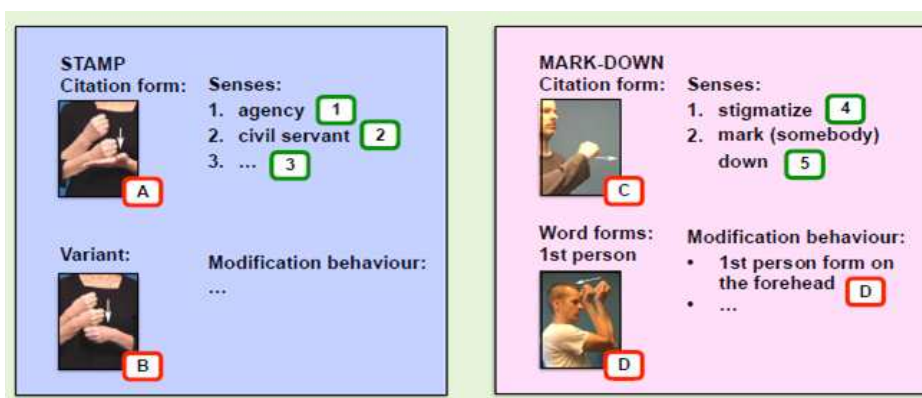 STAMP
Citation form:
Senses:
1. agency 1
2. civil servant 2
3. ... 3
A
Variant:
Modification behaviour:
...
B
MARK-DOWN
Citation form:
Senses:
1. stigmatize 4
2. mark (somebody)
down 5
C
Word forms:
1st person
Modification behaviour:
• 1st person form on
the forehead D
• ...
D